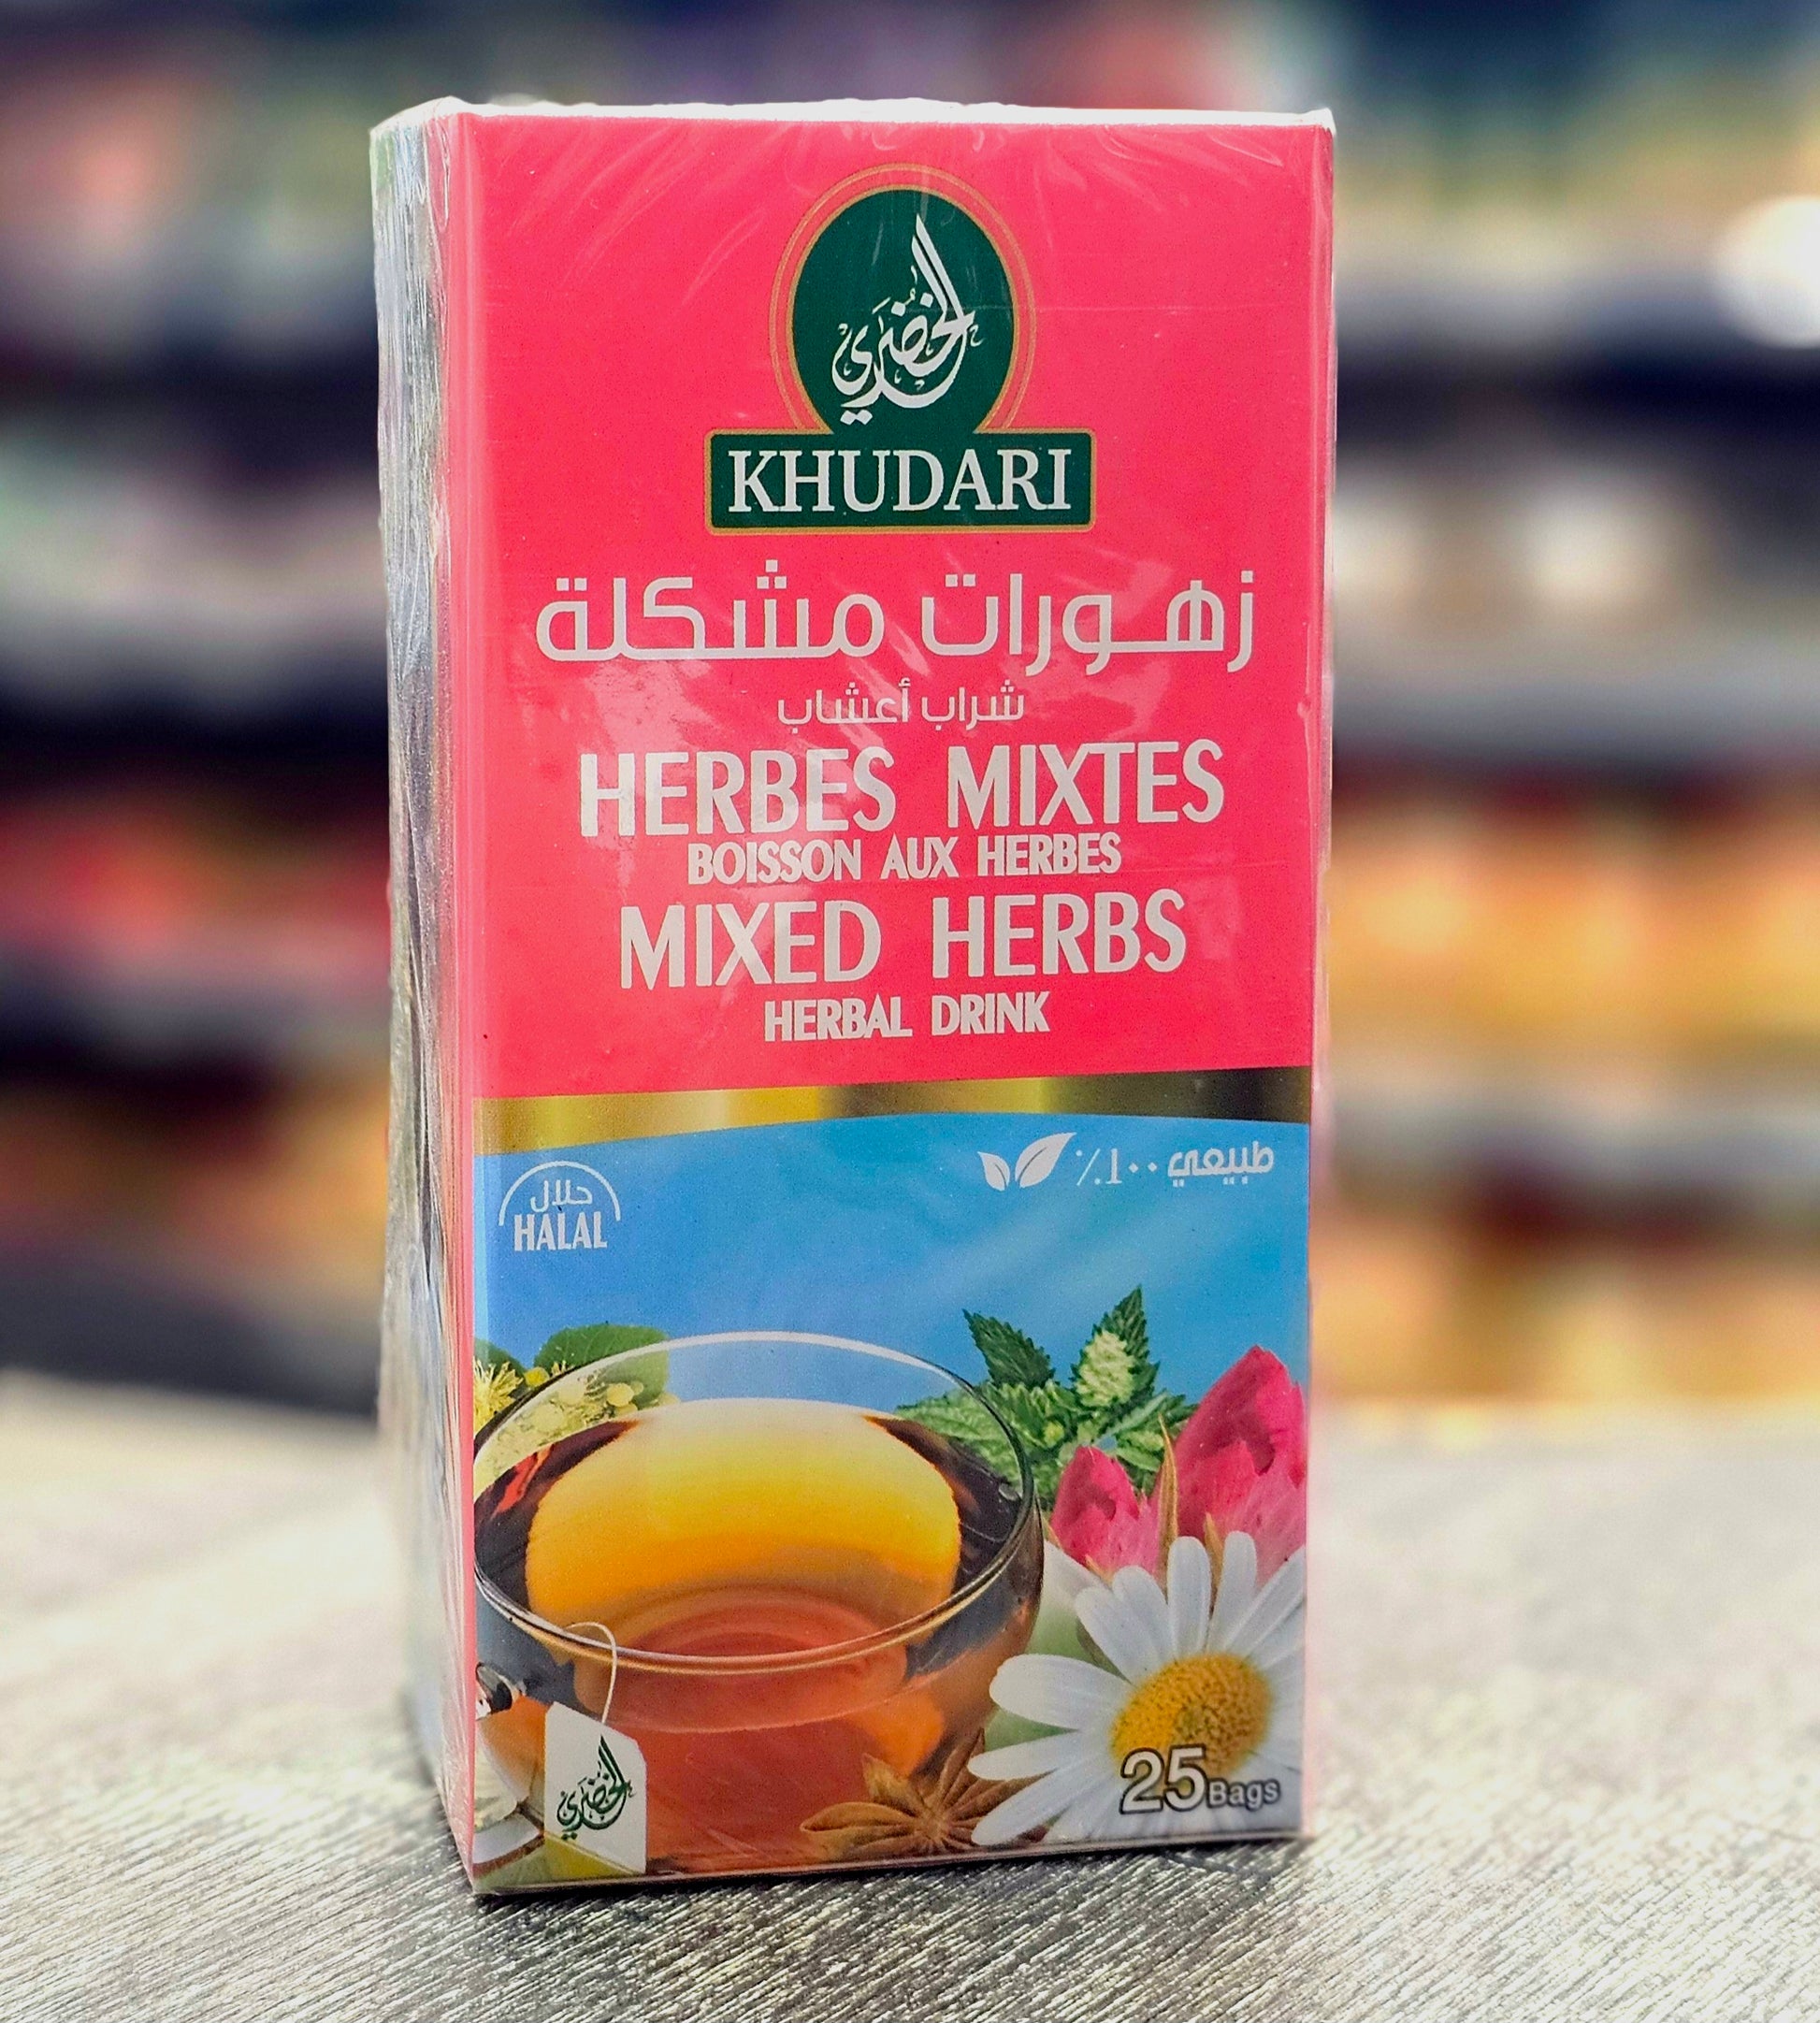 الخضري
KHUDARI
زهورات مشكلة
شراب أعشاب
HERBES MIXTES
BOISSON AUX HERBES
MIXED HERBS
HERBAL DRINK
طبيعي ١٠٠٪
حلال
HALAL
الخضري
25 Bags